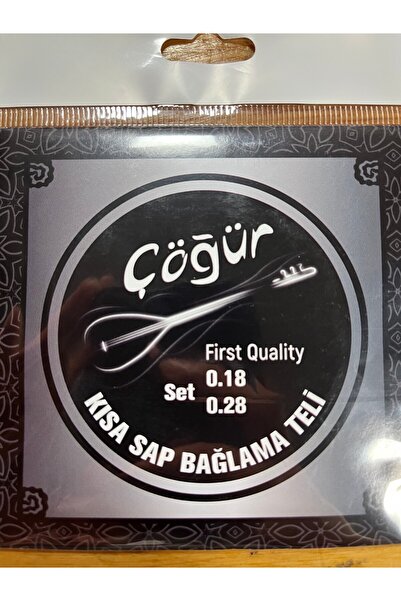 Çöğür
First Quality
Set 0.18
0.28
KISA SAP BAĞLAMA TELİ